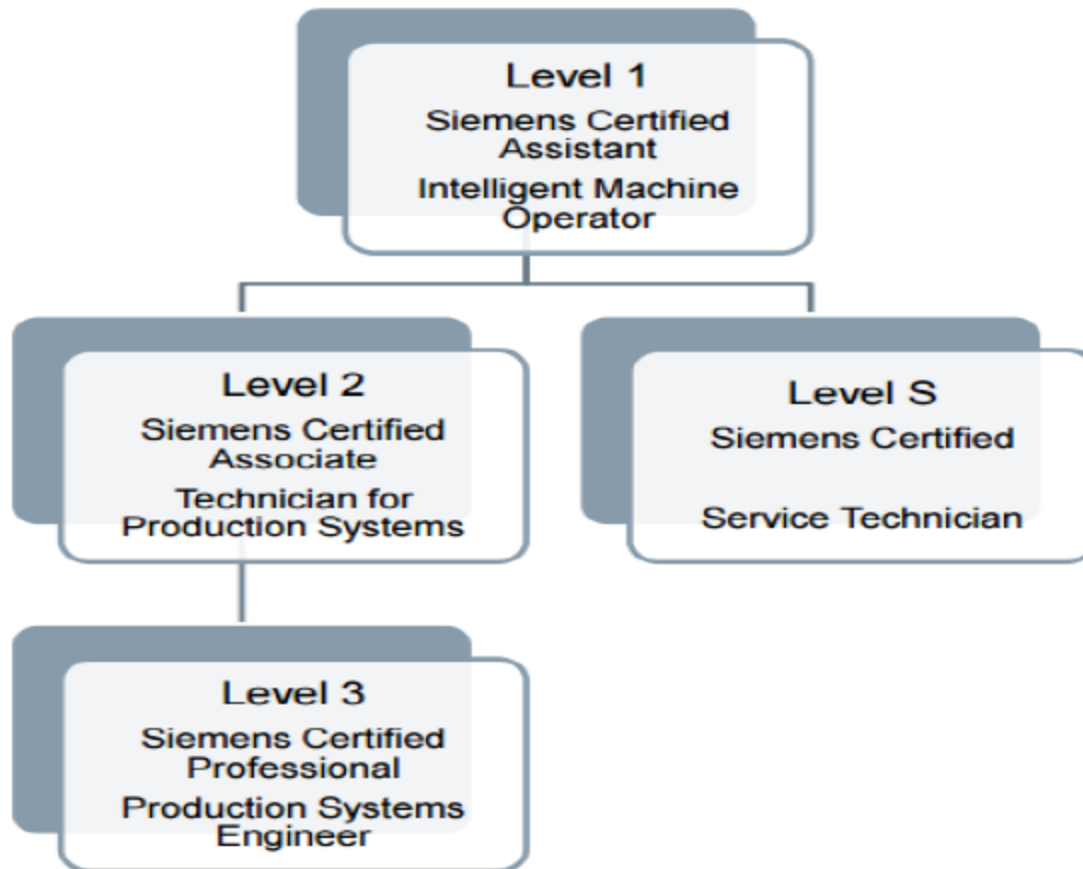 Level 1
Siemens Certified
Assistant
Intelligent Machine
Operator
Level 2
Siemens Certified
Associate
Technician for
Production Systems
Level S
Siemens Certified
Service Technician
Level 3
Siemens Certified
Professional
Production Systems
Engineer